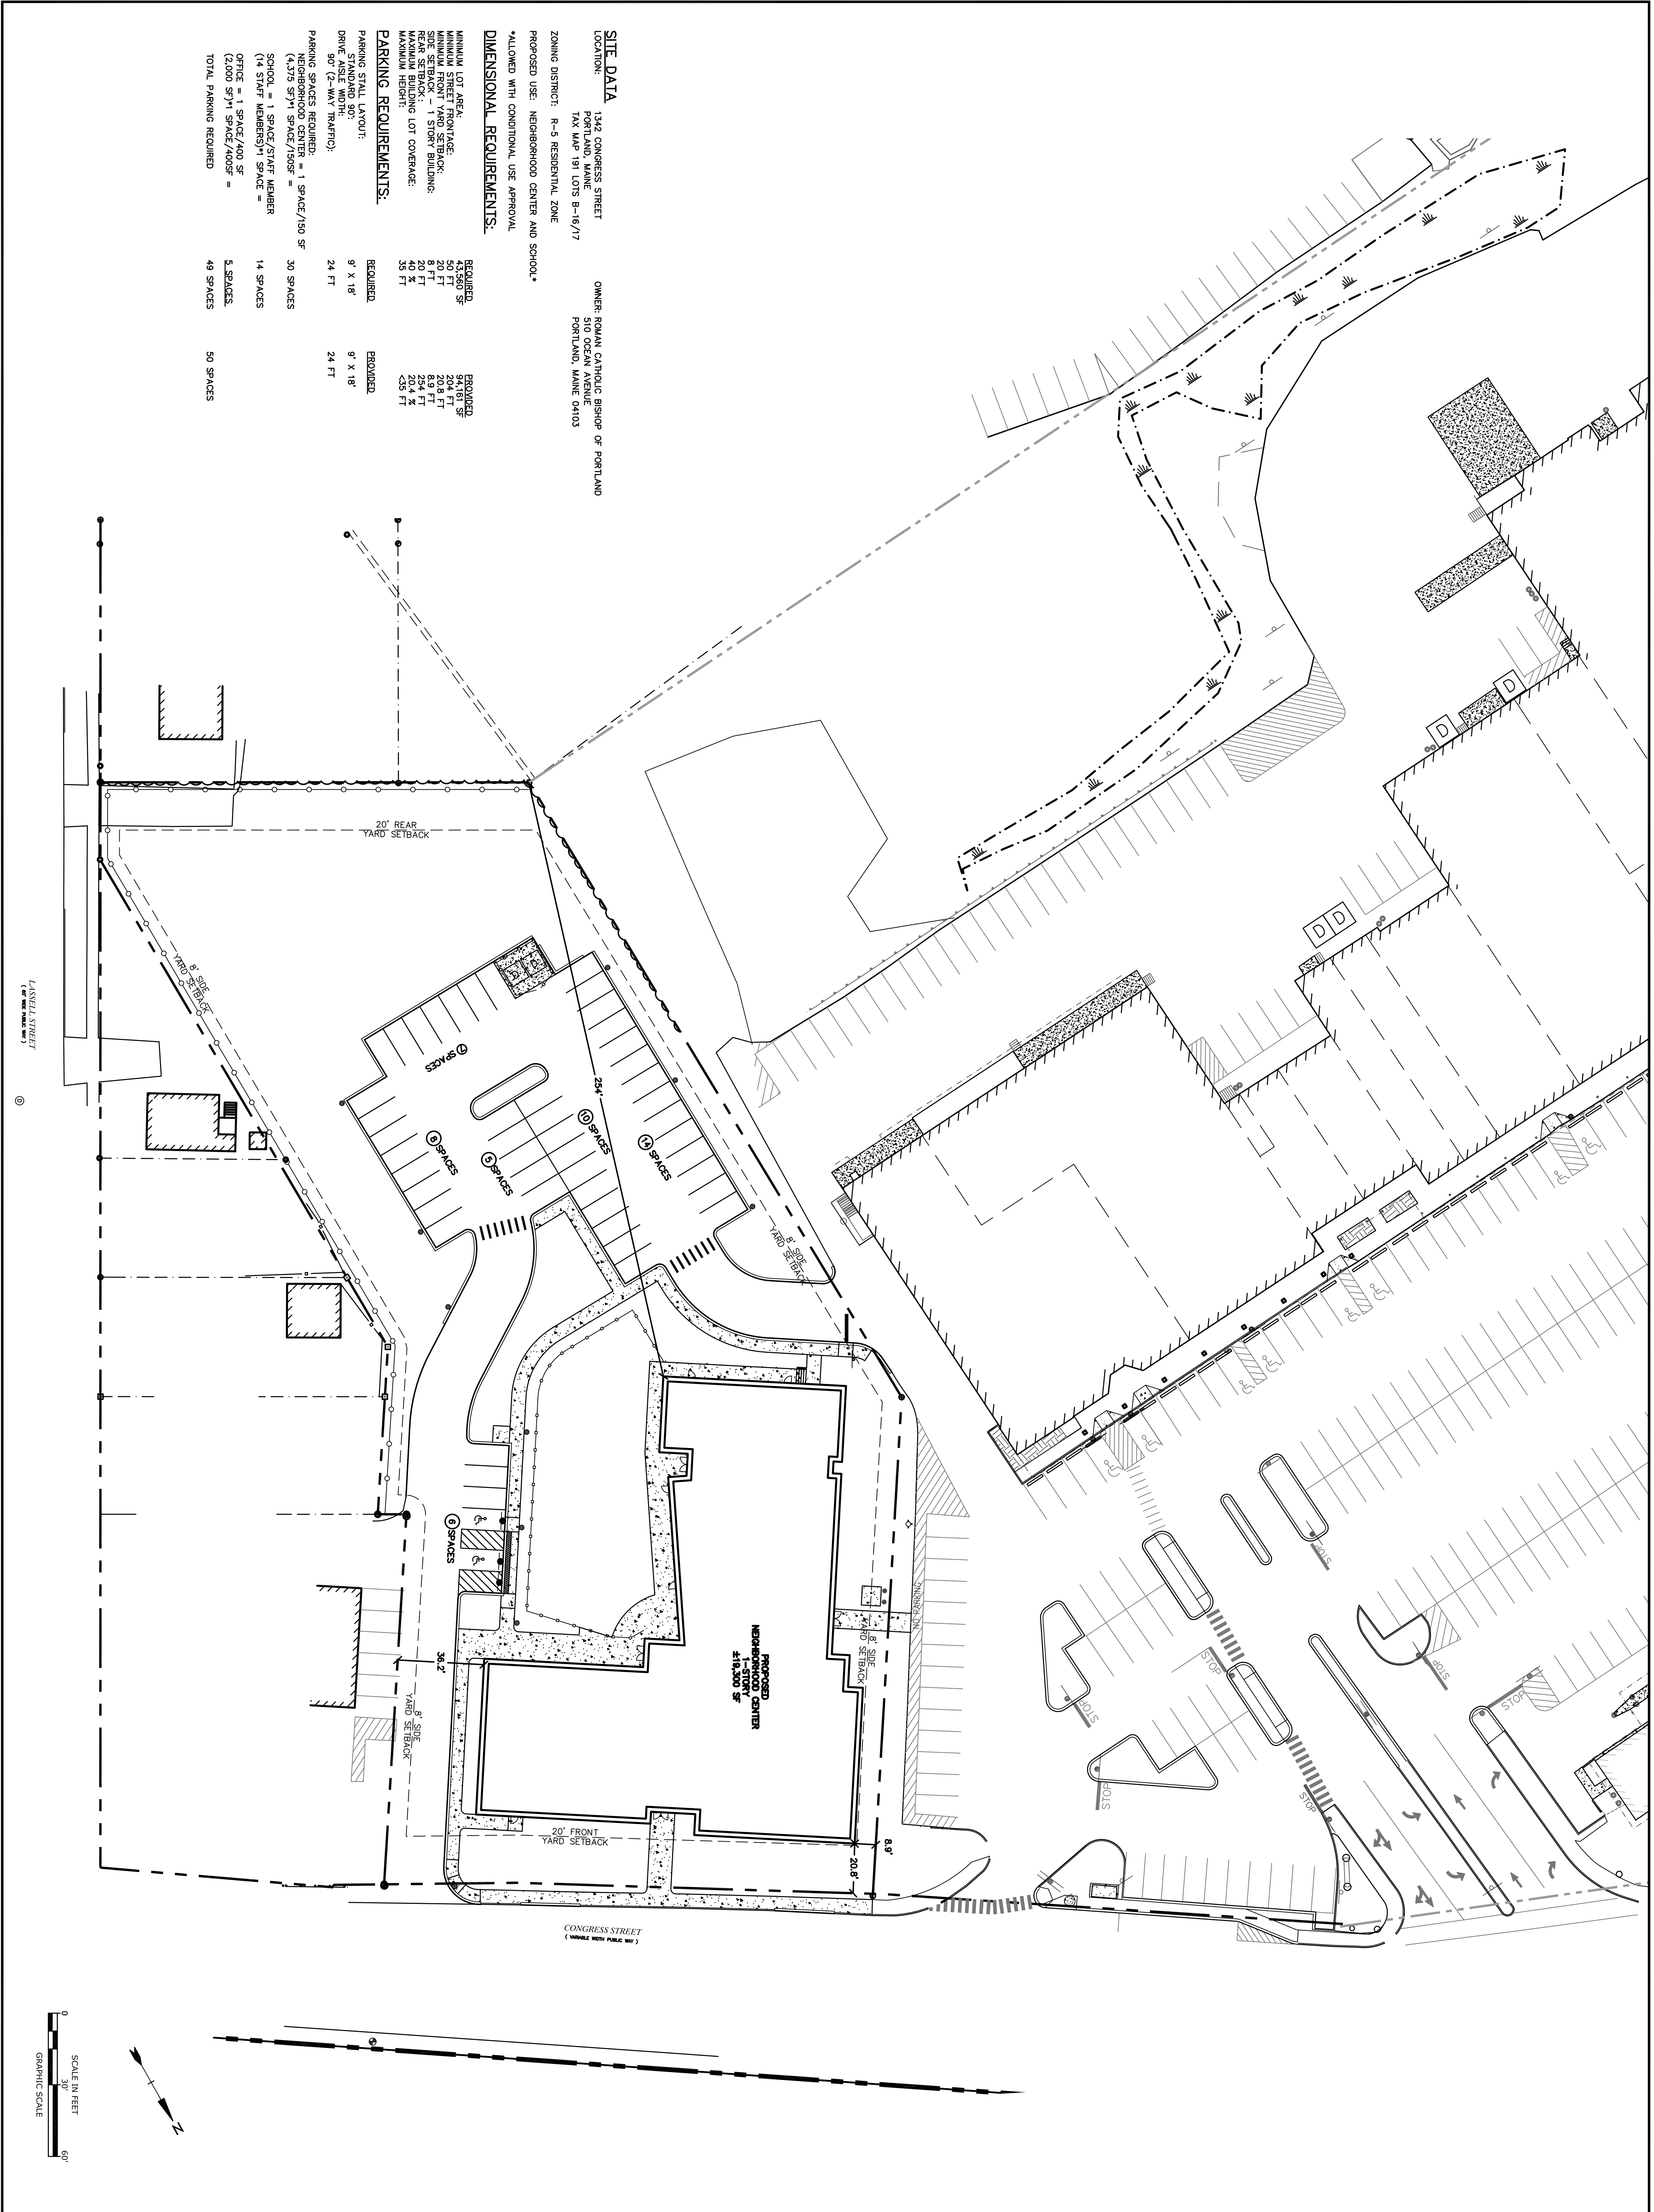 SITE DATA
LOCATION: 1342 CONGRESS STREET
PORTLAND, MAINE
TAX MAP 191 LOTS B-16/17
OWNER: ROMAN CATHOLIC BISHOP OF PORTLAND
510 OCEAN AVENUE
PORTLAND, MAINE 04103
ZONING DISTRICT: R-5 RESIDENTIAL ZONE
PROPOSED USE: NEIGHBORHOOD CENTER AND SCHOOL*
*ALLOWED WITH CONDITIONAL USE APPROVAL
DIMENSIONAL REQUIREMENTS:
REQUIRED PROVIDED
MINIMUM LOT AREA: 43,560 SF 94,161 SF
MINIMUM STREET FRONTAGE: 50 FT 204 FT
MINIMUM FRONT YARD SETBACK: 20 FT 20.8 FT
SIDE SETBACK - 1 STORY BUILDING: 8 FT 8.9 FT
REAR SETBACK: 20 FT 254 FT
MAXIMUM BUILDING LOT COVERAGE: 40 % 20.4 %
MAXIMUM HEIGHT: 35 FT <35 FT
PARKING REQUIREMENTS:
REQUIRED PROVIDED
PARKING STALL LAYOUT:
STANDARD 90°: 9' X 18' 9' X 18'
DRIVE AISLE WIDTH:
90° (2-WAY TRAFFIC): 24 FT 24 FT
PARKING SPACES REQUIRED:
NEIGHBORHOOD CENTER = 1 SPACE/150 SF
(4,375 SF)*1 SPACE/150SF = 30 SPACES
SCHOOL = 1 SPACE/STAFF MEMBER
(14 STAFF MEMBERS)*1 SPACE = 14 SPACES
OFFICE = 1 SPACE/400 SF
(2,000 SF)*1 SPACE/400SF = 5 SPACES
TOTAL PARKING REQUIRED 49 SPACES 50 SPACES
20' REAR
YARD SETBACK
8' SIDE
YARD SETBACK
LASSELL STREET
( 60' WIDE PUBLIC WAY )
D
D
D
D
D
D
D
7 SPACES
8 SPACES
5 SPACES
10 SPACES
14 SPACES
254'
8' SIDE
YARD SETBACK
6 SPACES
36.2'
8' SIDE
YARD SETBACK
PROPOSED
NEIGHBORHOOD CENTER
1-STORY
±19,300 SF
8' SIDE
YARD SETBACK
NO PARKING
20' FRONT
YARD SETBACK
8.9'
20.8'
STOP
STOP
STOP
STOP
STOP
STOP
STOP
CONGRESS STREET
( VARIABLE WIDTH PUBLIC WAY )
N
0 30' 60'
SCALE IN FEET
GRAPHIC SCALE